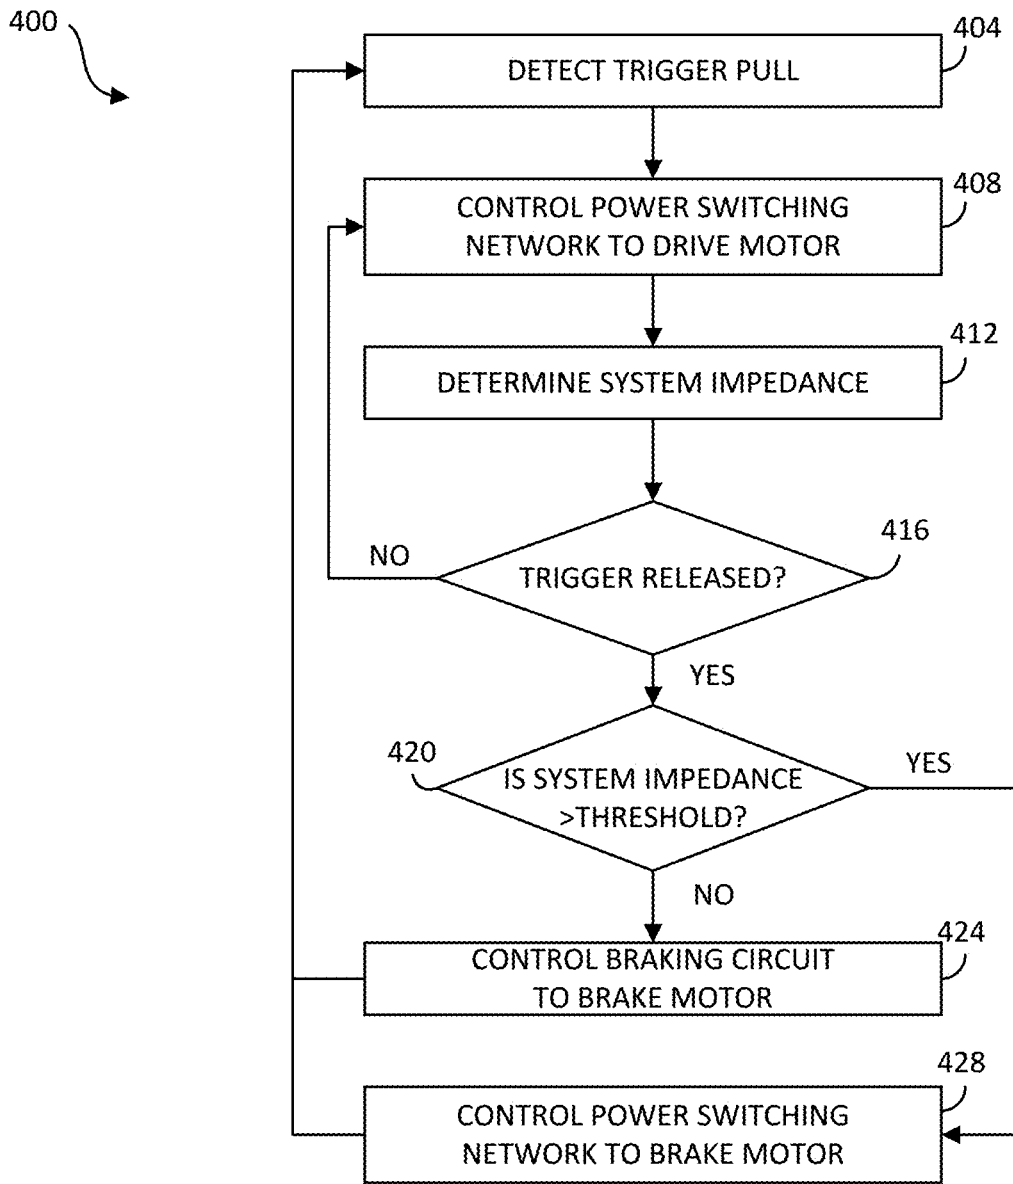 400
404
DETECT TRIGGER PULL
408
CONTROL POWER SWITCHING
NETWORK TO DRIVE MOTOR
412
DETERMINE SYSTEM IMPEDANCE
416
NO
TRIGGER RELEASED?
YES
420
YES
IS SYSTEM IMPEDANCE
>THRESHOLD?
NO
424
CONTROL BRAKING CIRCUIT
TO BRAKE MOTOR
428
CONTROL POWER SWITCHING
NETWORK TO BRAKE MOTOR